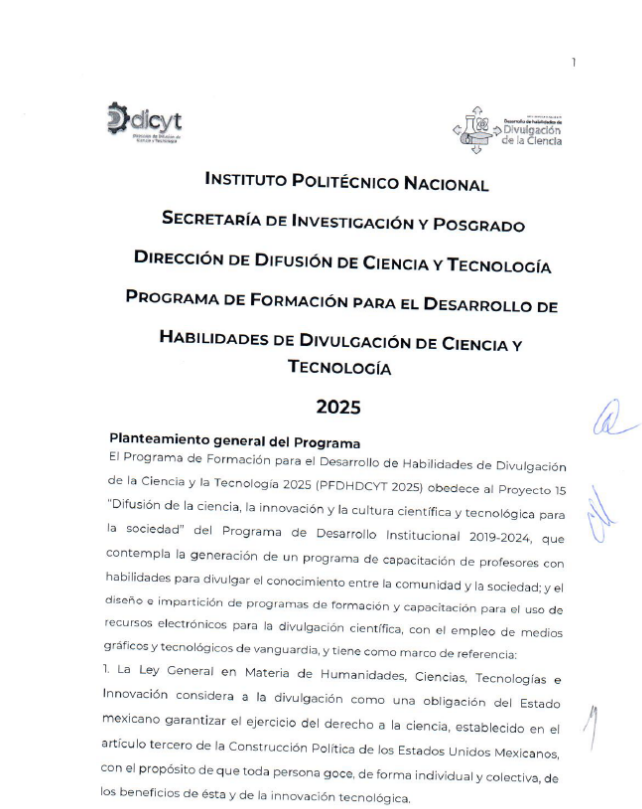 1
dicyt
Dirección de Difusión de
Ciencia y Tecnología
Desarrollo de habilidades de
Divulgación
de la Ciencia
INSTITUTO POLITÉCNICO NACIONAL
SECRETARÍA DE INVESTIGACIÓN Y POSGRADO
DIRECCIÓN DE DIFUSIÓN DE CIENCIA Y TECNOLOGÍA
PROGRAMA DE FORMACIÓN PARA EL DESARROLLO DE
HABILIDADES DE DIVULGACIÓN DE CIENCIA Y
TECNOLOGÍA
2025
Planteamiento general del Programa
El Programa de Formación para el Desarrollo de Habilidades de Divulgación
de la Ciencia y la Tecnología 2025 (PFDHDCYT 2025) obedece al Proyecto 15
"Difusión de la ciencia, la innovación y la cultura científica y tecnológica para
la sociedad" del Programa de Desarrollo Institucional 2019-2024, que
contempla la generación de un programa de capacitación de profesores con
habilidades para divulgar el conocimiento entre la comunidad y la sociedad; y el
diseño e impartición de programas de formación y capacitación para el uso de
recursos electrónicos para la divulgación científica, con el empleo de medios
gráficos y tecnológicos de vanguardia, y tiene como marco de referencia:
1. La Ley General en Materia de Humanidades, Ciencias, Tecnologías e
Innovación considera a la divulgación como una obligación del Estado
mexicano garantizar el ejercicio del derecho a la ciencia, establecido en el
artículo tercero de la Construcción Política de los Estados Unidos Mexicanos,
con el propósito de que toda persona goce, de forma individual y colectiva, de
los beneficios de ésta y de la innovación tecnológica.